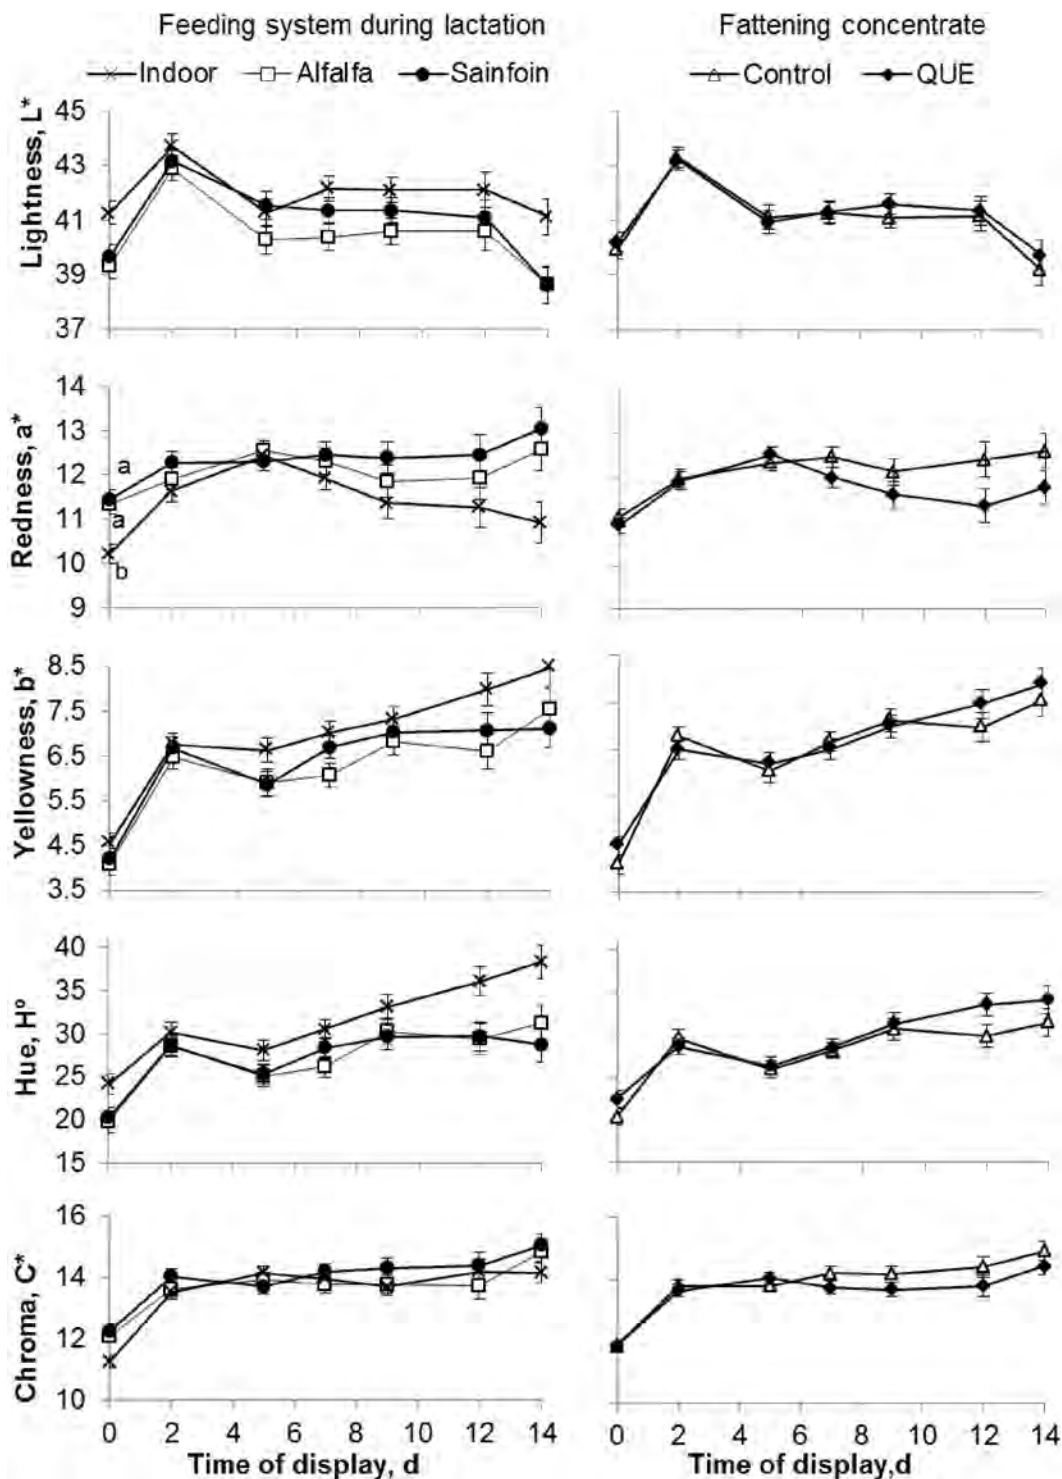 Feeding system during lactation
Fattening concentrate
Indoor Alfalfa Sainfoin
Control QUE
Lightness, L*
45
43
41
39
37
Redness, a*
14
13
12
11
10
9
a
a
b
Yellowness, b*
8.5
7.5
6.5
5.5
4.5
3.5
Hue, Hº
40
35
30
25
20
15
Chroma, C*
16
14
12
10
0 2 4 6 8 10 12 14
0 2 4 6 8 10 12 14
Time of display, d
Time of display,d